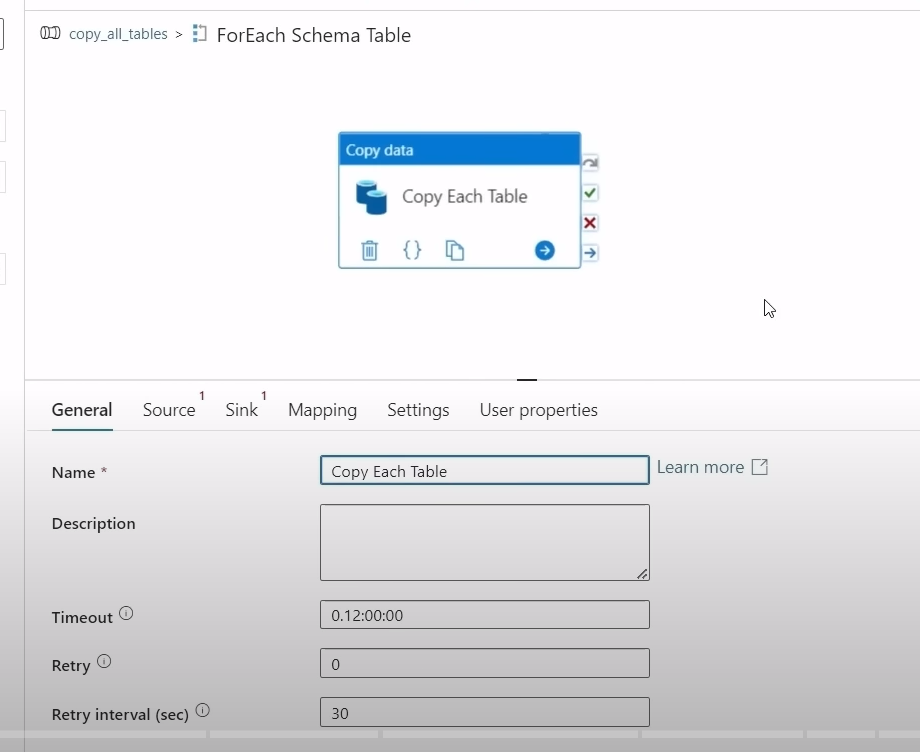 copy_all_tables > ForEach Schema Table
Copy data
Copy Each Table
{}
General Source 1 Sink 1 Mapping Settings User properties
Name * Copy Each Table Learn more
Description
Timeout 0.12:00:00
Retry 0
Retry interval (sec) 30